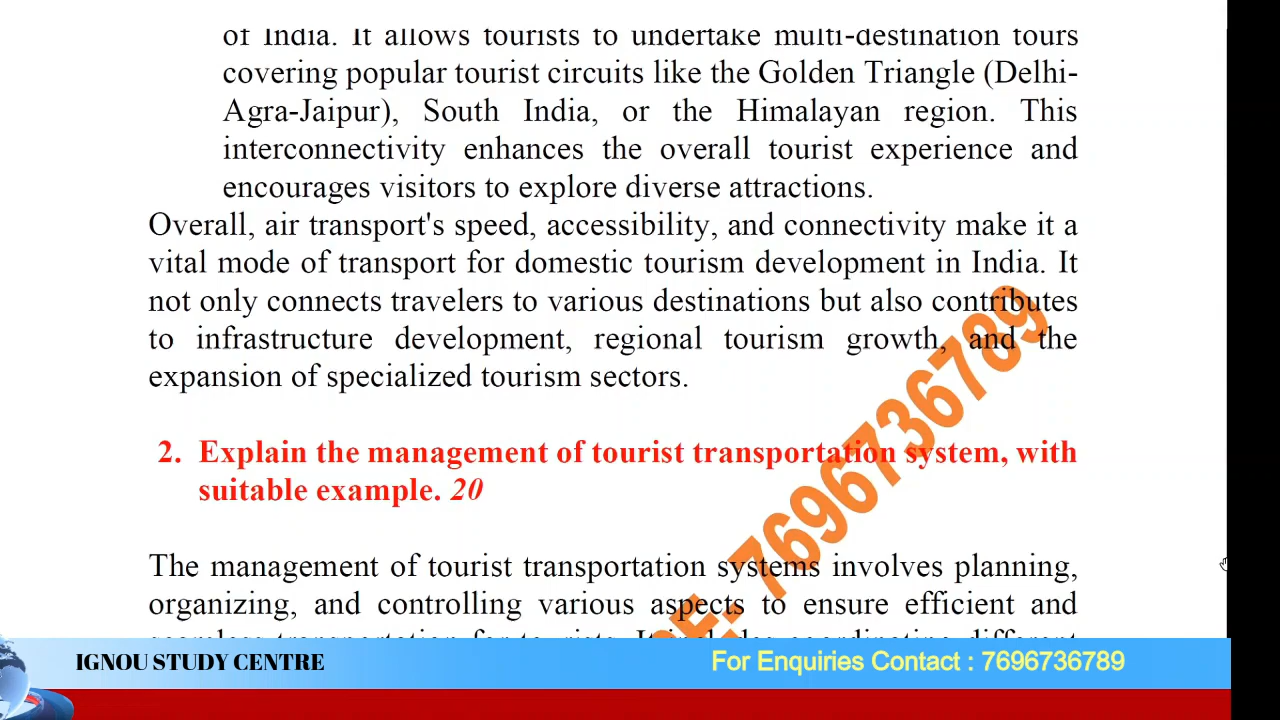 of India. It allows tourists to undertake multi-destination tours
covering popular tourist circuits like the Golden Triangle (Delhi-
Agra-Jaipur), South India, or the Himalayan region. This
interconnectivity enhances the overall tourist experience and
encourages visitors to explore diverse attractions.
Overall, air transport's speed, accessibility, and connectivity make it a
vital mode of transport for domestic tourism development in India. It
not only connects travelers to various destinations but also contributes
to infrastructure development, regional tourism growth, and the
expansion of specialized tourism sectors.
2. Explain the management of tourist transportation system, with
suitable example. 20
The management of tourist transportation systems involves planning,
organizing, and controlling various aspects to ensure efficient and
7696736789
IGNOU STUDY CENTRE
For Enquiries Contact : 7696736789